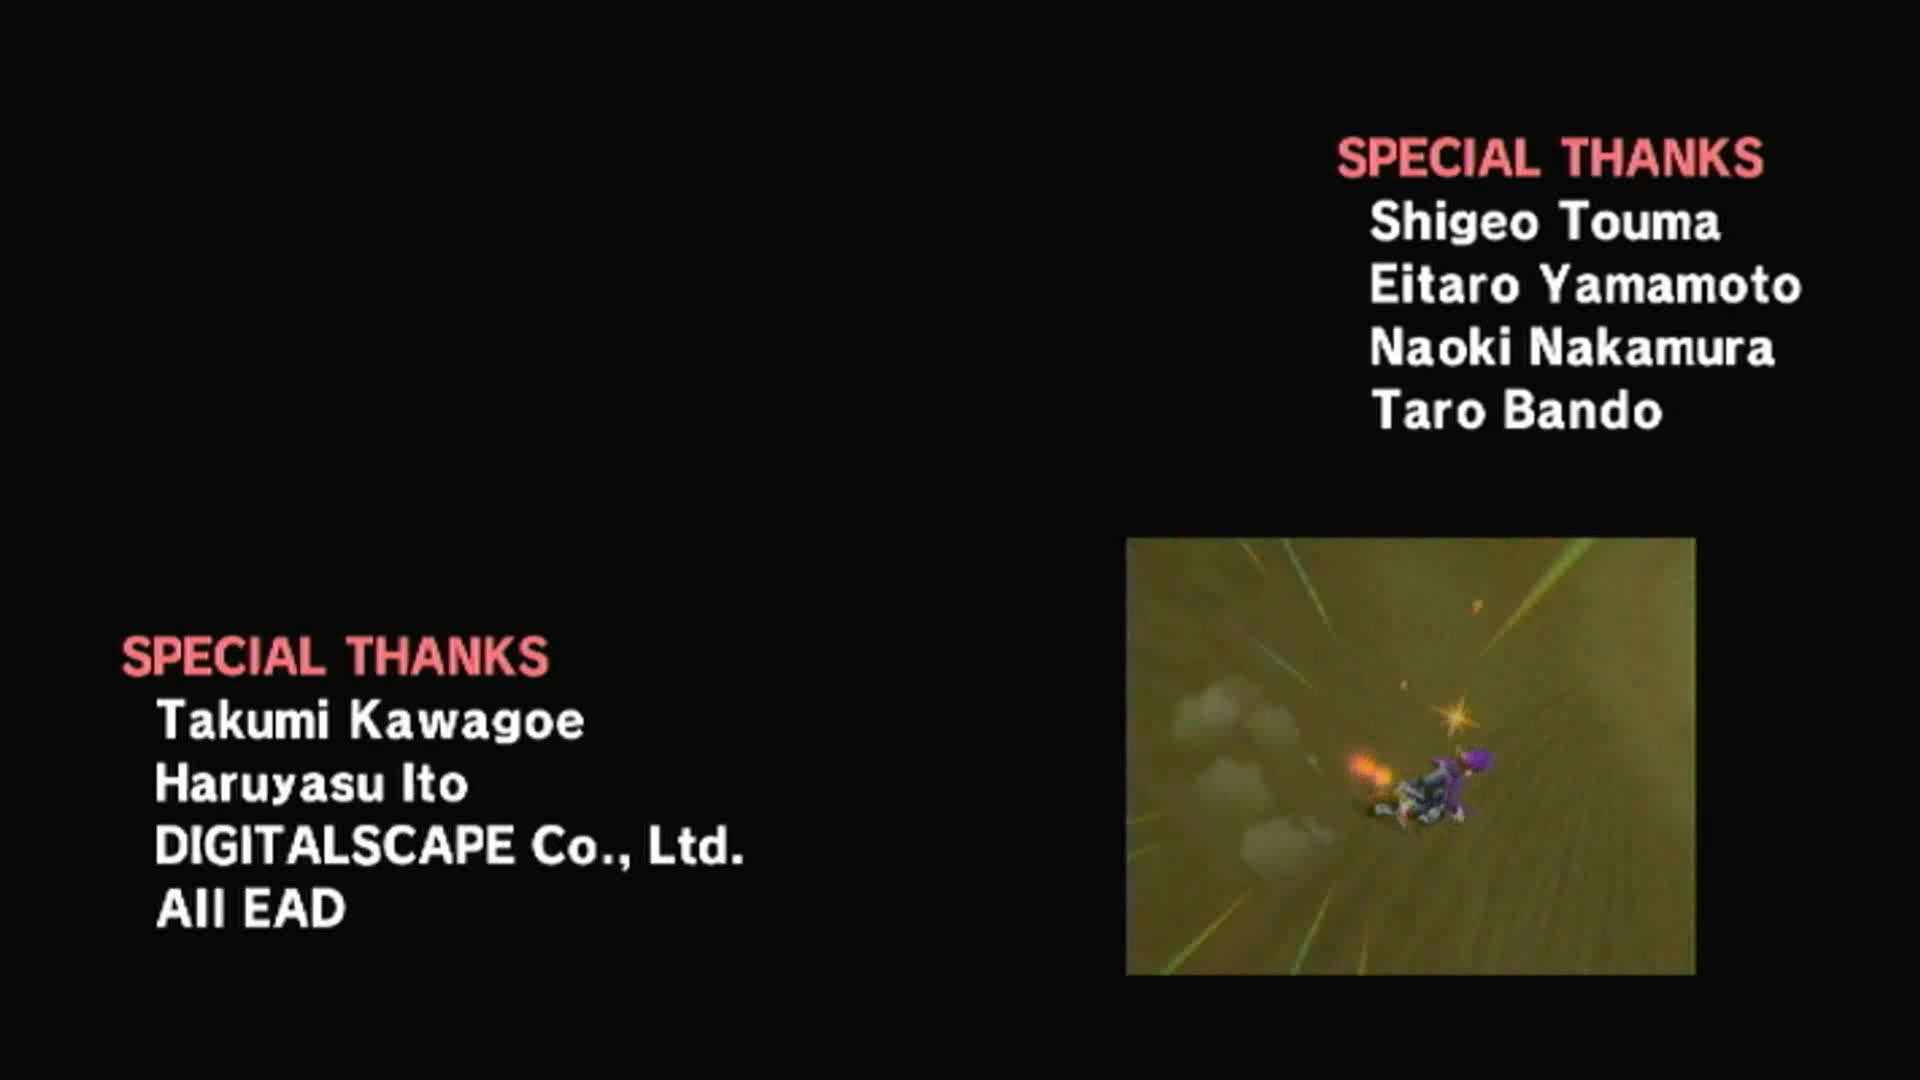 SPECIAL THANKS
Shigeo Touma
Eitaro Yamamoto
Naoki Nakamura
Taro Bando
SPECIAL THANKS
Takumi Kawagoe
Haruyasu Ito
DIGITALSCAPE Co., Ltd.
All EAD